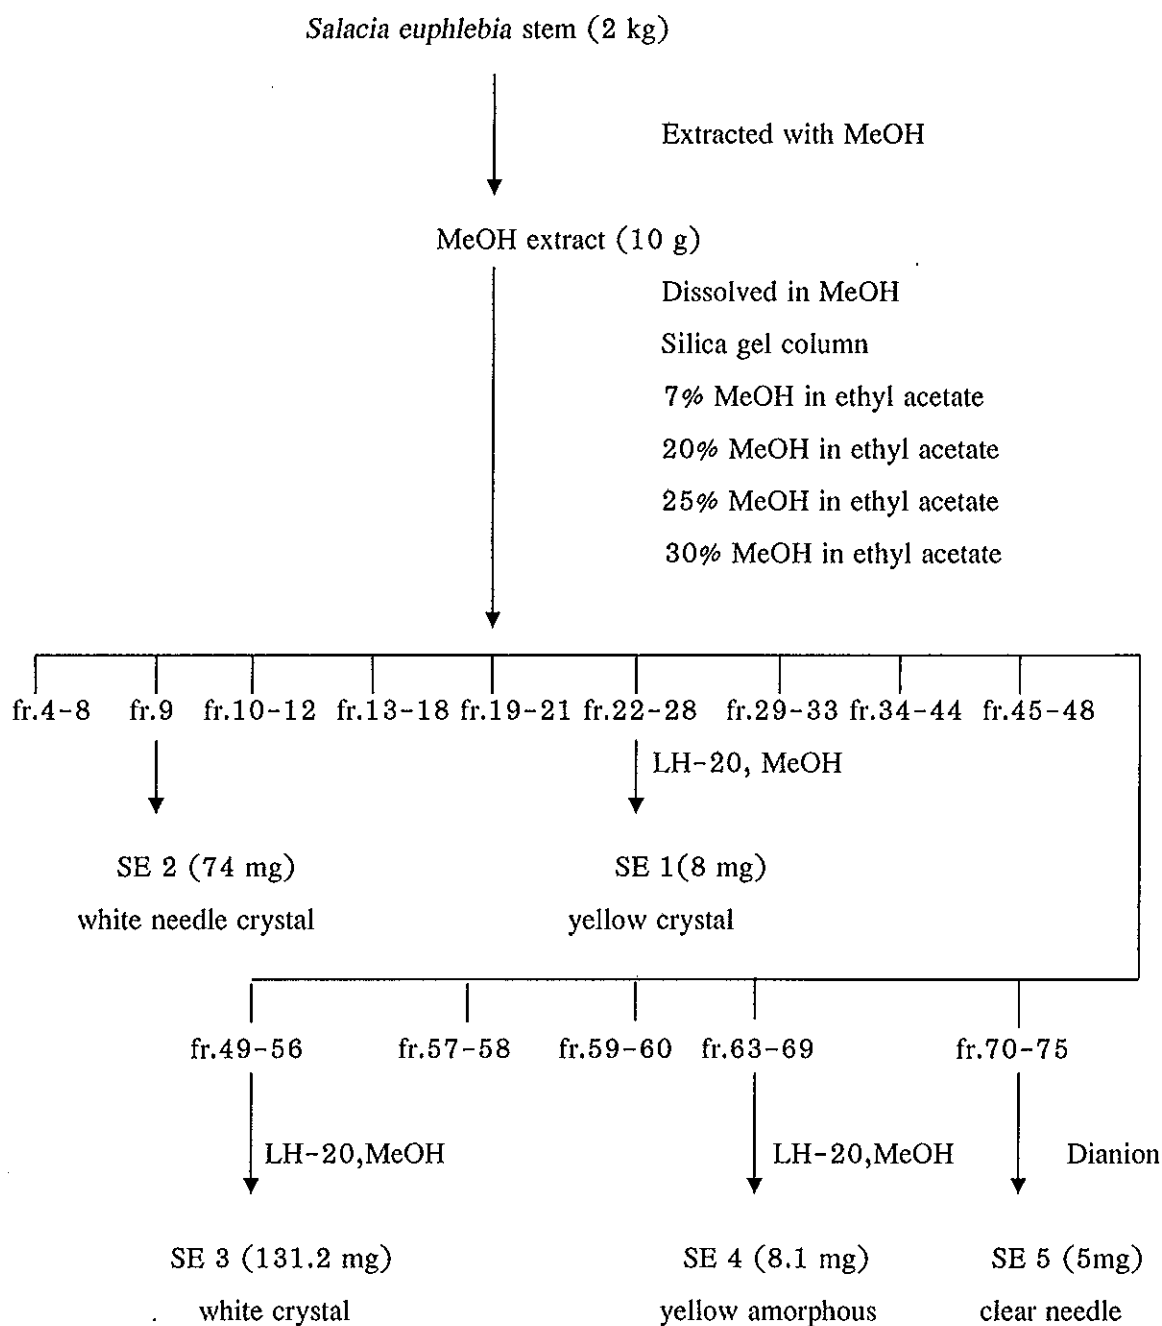 Salacia euphlebia stem (2 kg)
Extracted with MeOH
MeOH extract (10 g)
Dissolved in MeOH
Silica gel column
7% MeOH in ethyl acetate
20% MeOH in ethyl acetate
25% MeOH in ethyl acetate
30% MeOH in ethyl acetate
fr.4-8 fr.9 fr.10-12 fr.13-18 fr.19-21 fr.22-28 fr.29-33 fr.34-44 fr.45-48
LH-20, MeOH
SE 2 (74 mg) SE 1(8 mg)
white needle crystal yellow crystal
fr.49-56 fr.57-58 fr.59-60 fr.63-69 fr.70-75
LH-20,MeOH LH-20,MeOH Dianion
SE 3 (131.2 mg) SE 4 (8.1 mg) SE 5 (5mg)
white crystal yellow amorphous clear needle